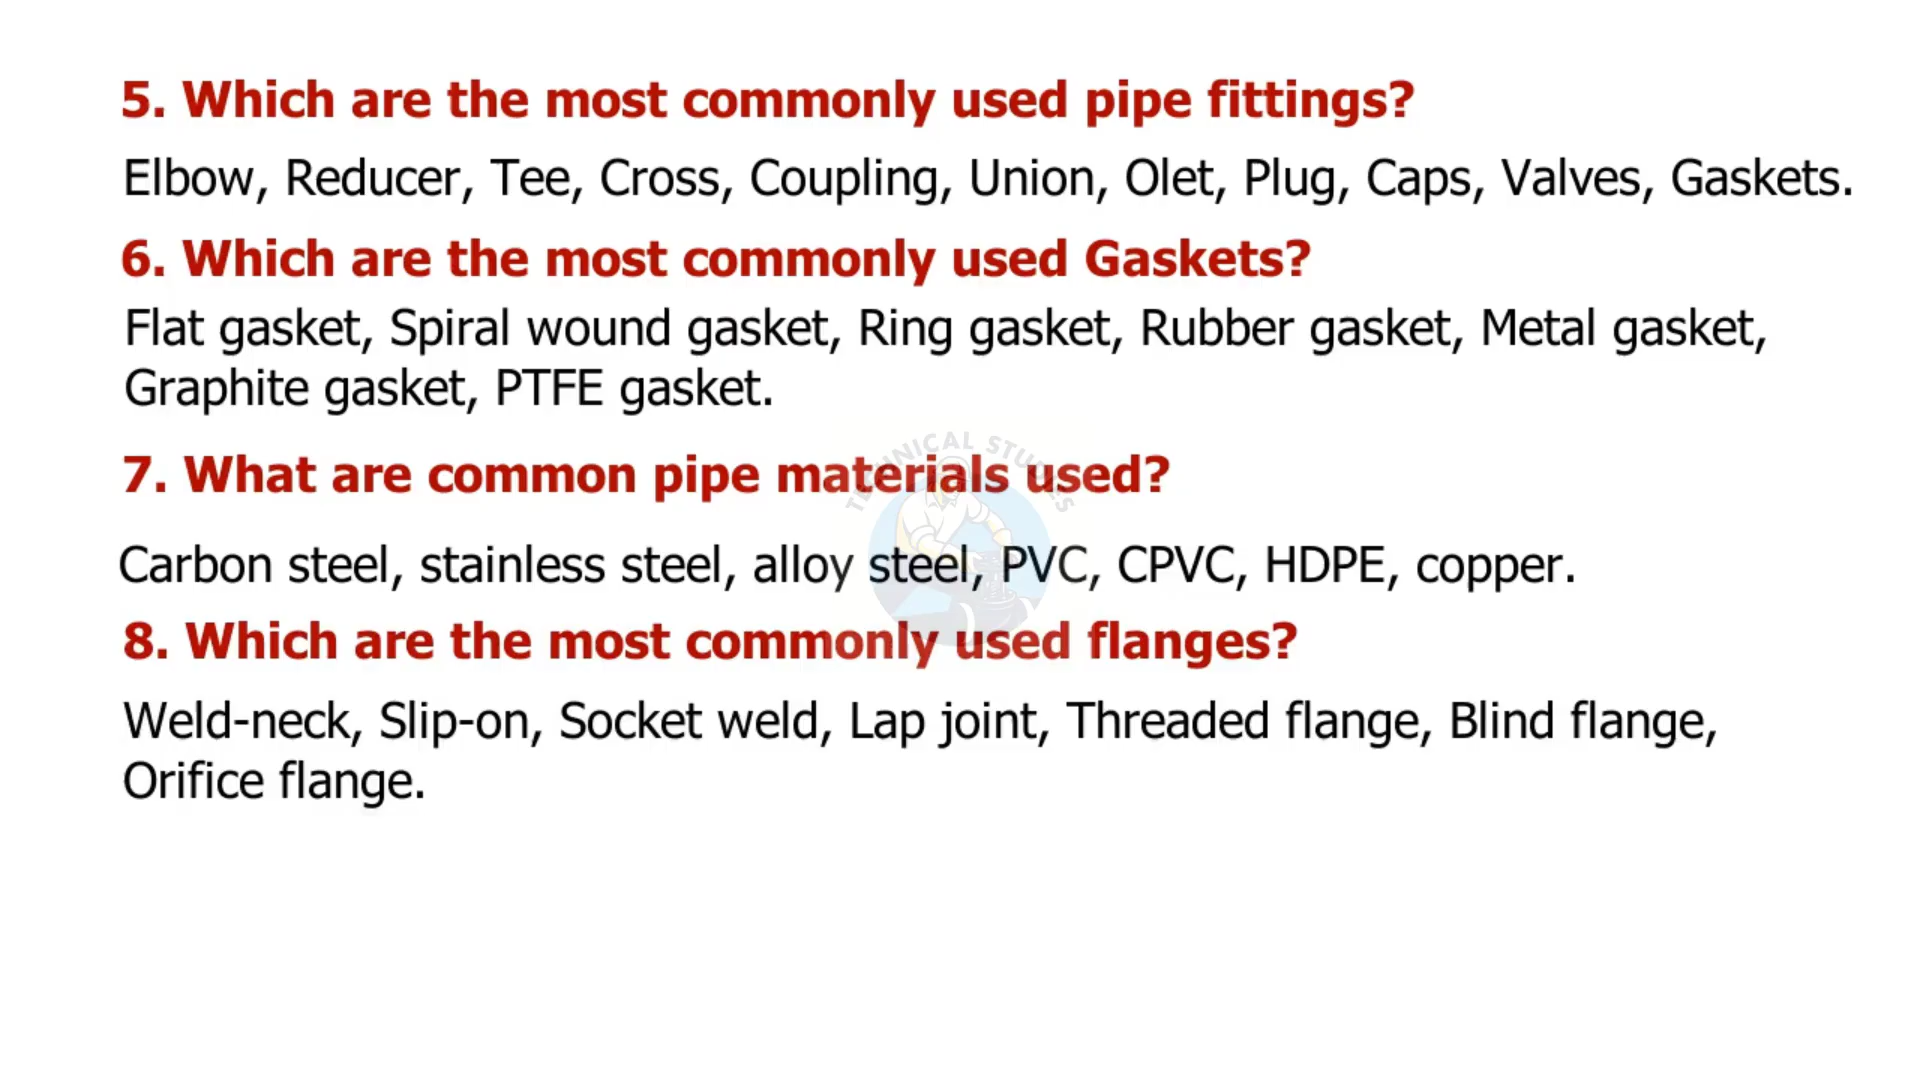 5. Which are the most commonly used pipe fittings?
Elbow, Reducer, Tee, Cross, Coupling, Union, Olet, Plug, Caps, Valves, Gaskets.
6. Which are the most commonly used Gaskets?
Flat gasket, Spiral wound gasket, Ring gasket, Rubber gasket, Metal gasket,
Graphite gasket, PTFE gasket.
TECHNICAL STUDIES
7. What are common pipe materials used?
Carbon steel, stainless steel, alloy steel, PVC, CPVC, HDPE, copper.
8. Which are the most commonly used flanges?
Weld-neck, Slip-on, Socket weld, Lap joint, Threaded flange, Blind flange,
Orifice flange.